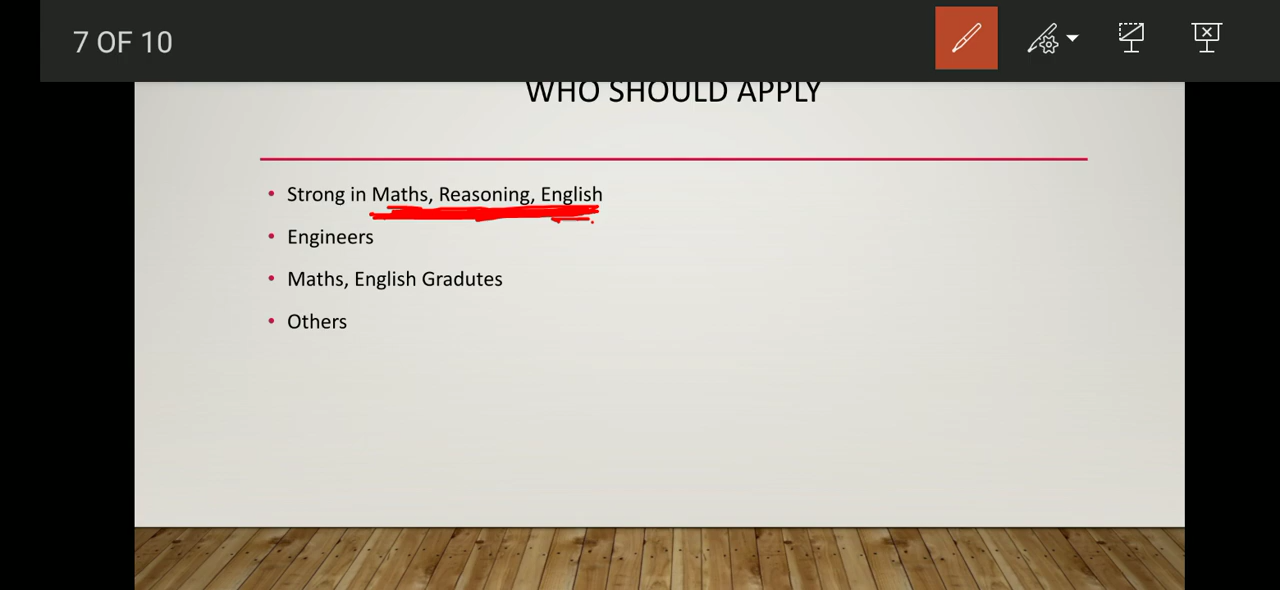 7 OF 10
WHO SHOULD APPLY
• Strong in Maths, Reasoning, English
• Engineers
• Maths, English Gradutes
• Others